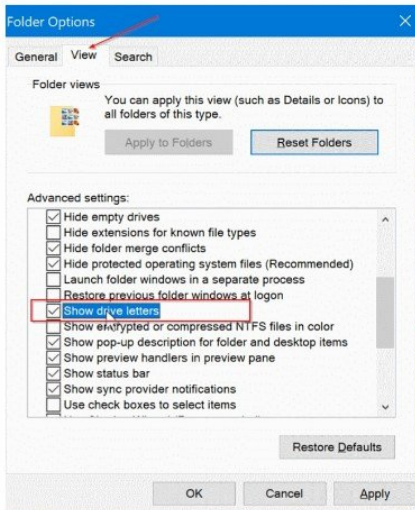 Folder Options
General View Search
Folder views
You can apply this view (such as Details or Icons) to
all folders of this type.
Apply to Folders Reset Folders
Advanced settings:
Hide empty drives
Hide extensions for known file types
Hide folder merge conflicts
Hide protected operating system files (Recommended)
Launch folder windows in a separate process
Restore previous folder windows at logon
Show drive letters
Show encrypted or compressed NTFS files in color
Show pop-up description for folder and desktop items
Show preview handlers in preview pane
Show status bar
Show sync provider notifications
Use check boxes to select items
Restore Defaults
OK Cancel Apply